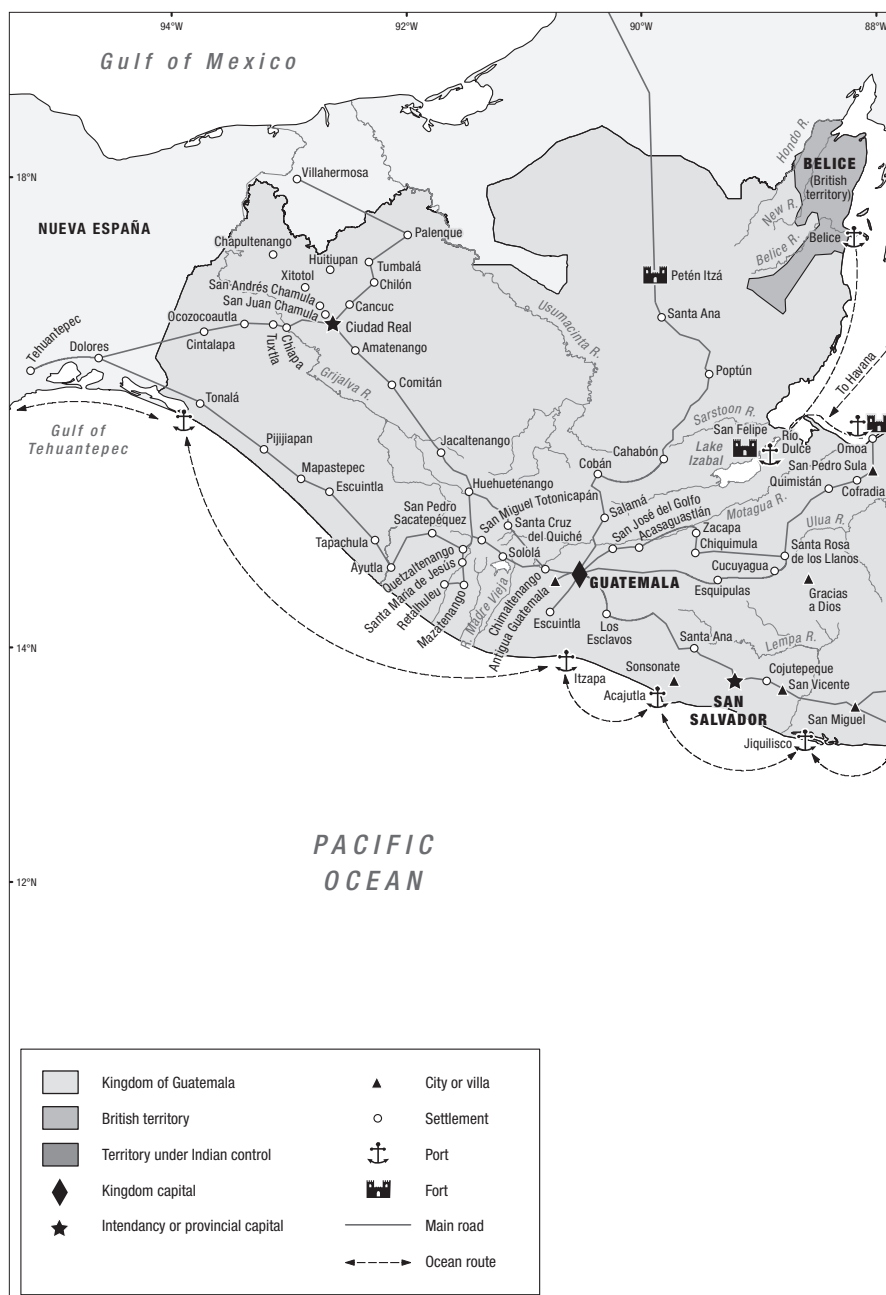 94°W
92°W
90°W
88°W
Gulf of Mexico
18°N
Villahermosa
Hondo R.
BELICE
(British
territory)
NUEVA ESPAÑA
New R.
Palenque
Chapultenango
Belice R.
Belice
Huitiupan
Tumbalá
Xitotol
Chilón
Petén Itzá
San Andrés Chamula
San Juan Chamula
Cancuc
Usumacinta R.
Santa Ana
Ocozocoautla
Ciudad Real
Cintalapa
Tuxtla
Chiapa
Tehuantepec
Dolores
Amatenango
Grijalva R.
Comitán
Poptún
To Havana
Tonalá
Gulf of
Tehuantepec
Sarstoon R.
San Felipe
Río
Dulce
Omoa
Pijijiapan
Jacaltenango
Cahabón
Lake
Izabal
San Pedro Sula
Mapastepec
Cobán
Quimistán
Escuintla
Huehuetenango
Cofradia
San Miguel Totonicapán
Salamá
Motagua R.
San Pedro
Sacatepéquez
Santa Cruz
del Quiché
San José del Golfo
Acasaguastlán
Ulua R.
Zacapa
Tapachula
Chiquimula
Santa Rosa
de los Llanos
Sololá
Ayutla
Quetzaltenango
Santa María de Jesús
Retalhuleu
Mazatenango
R. Madre Vieja
Chimaltenango
Antigua Guatemala
GUATEMALA
Cucuyagua
Esquipulas
Gracias
a Dios
Escuintla
Los
Esclavos
14°N
Santa Ana
Lempa R.
Itzapa
Sonsonate
Cojutepeque
San Vicente
Acajutla
SAN
SALVADOR
San Miguel
Jiquilisco
PACIFIC
OCEAN
12°N
Kingdom of Guatemala
British territory
Territory under Indian control
Kingdom capital
Intendancy or provincial capital
City or villa
Settlement
Port
Fort
Main road
Ocean route